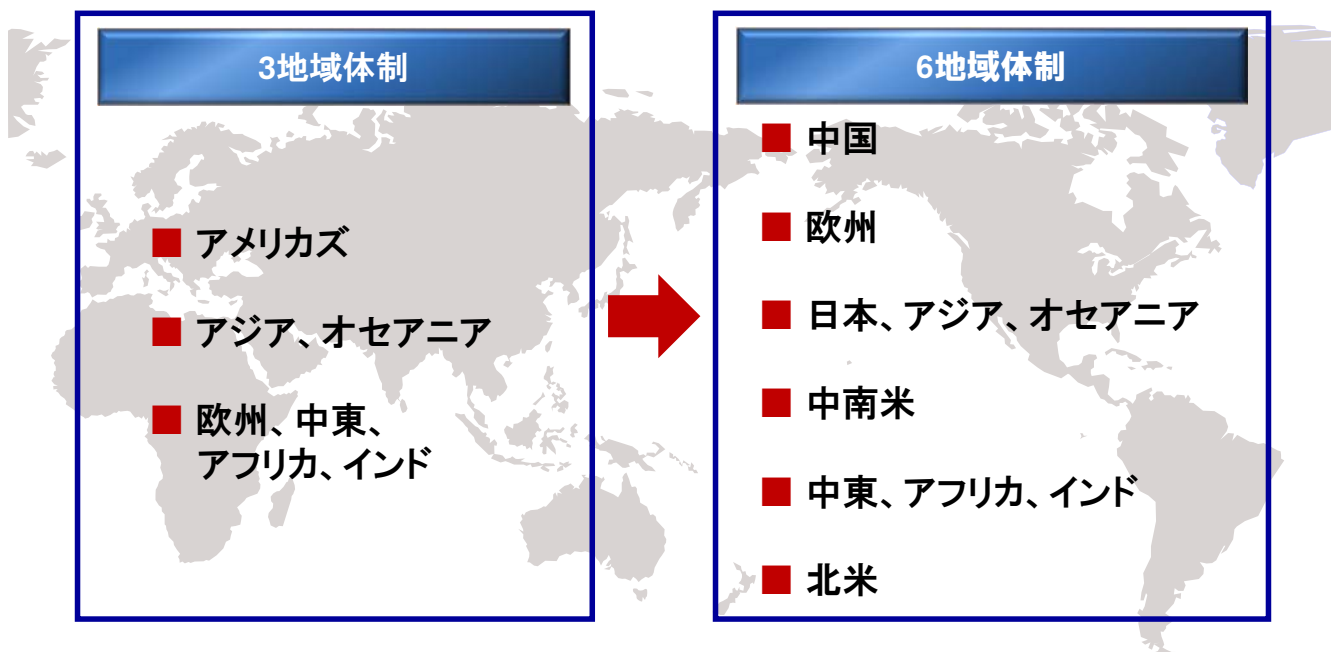 3地域体制
アメリカズ
アジア、オセアニア
欧州、中東、
アフリカ、インド
6地域体制
中国
欧州
日本、アジア、オセアニア
中南米
中東、アフリカ、インド
北米